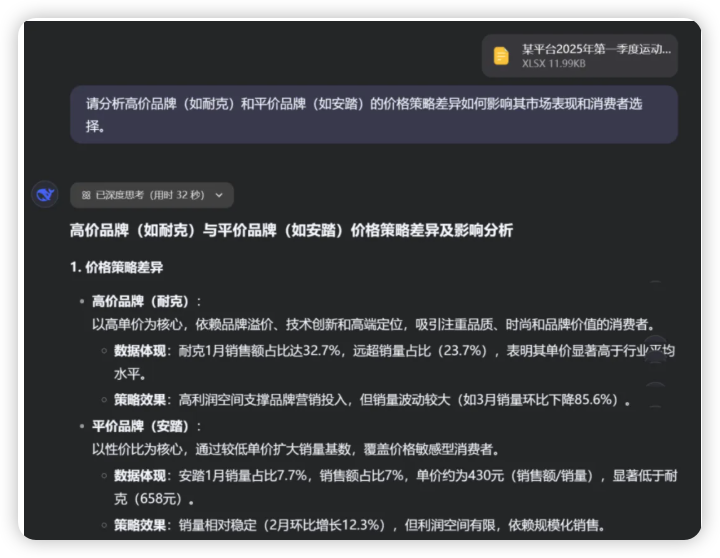 某平台2025年第一季度运动...
XLSX 11.99KB
请分析高价品牌（如耐克）和平价品牌（如安踏）的价格策略差异如何影响其市场表现和消费者选
择。
已深度思考（用时 32 秒）
高价品牌（如耐克）与平价品牌（如安踏）价格策略差异及影响分析
1. 价格策略差异
高价品牌（耐克）：
以高单价为核心，依赖品牌溢价、技术创新和高端定位，吸引注重品质、时尚和品牌价值的消费者。
数据体现：耐克1月销售额占比达32.7%，远超销量占比（23.7%），表明其单价显著高于行业平均
水平。
策略效果：高利润空间支撑品牌营销投入，但销量波动较大（如3月销量环比下降85.6%）。
平价品牌（安踏）：
以性价比为核心，通过较低单价扩大销量基数，覆盖价格敏感型消费者。
数据体现：安踏1月销量占比7.7%，销售额占比7%，单价约为430元（销售额/销量），显著低于耐
克（658元）。
策略效果：销量相对稳定（2月环比增长12.3%），但利润空间有限，依赖规模化销售。